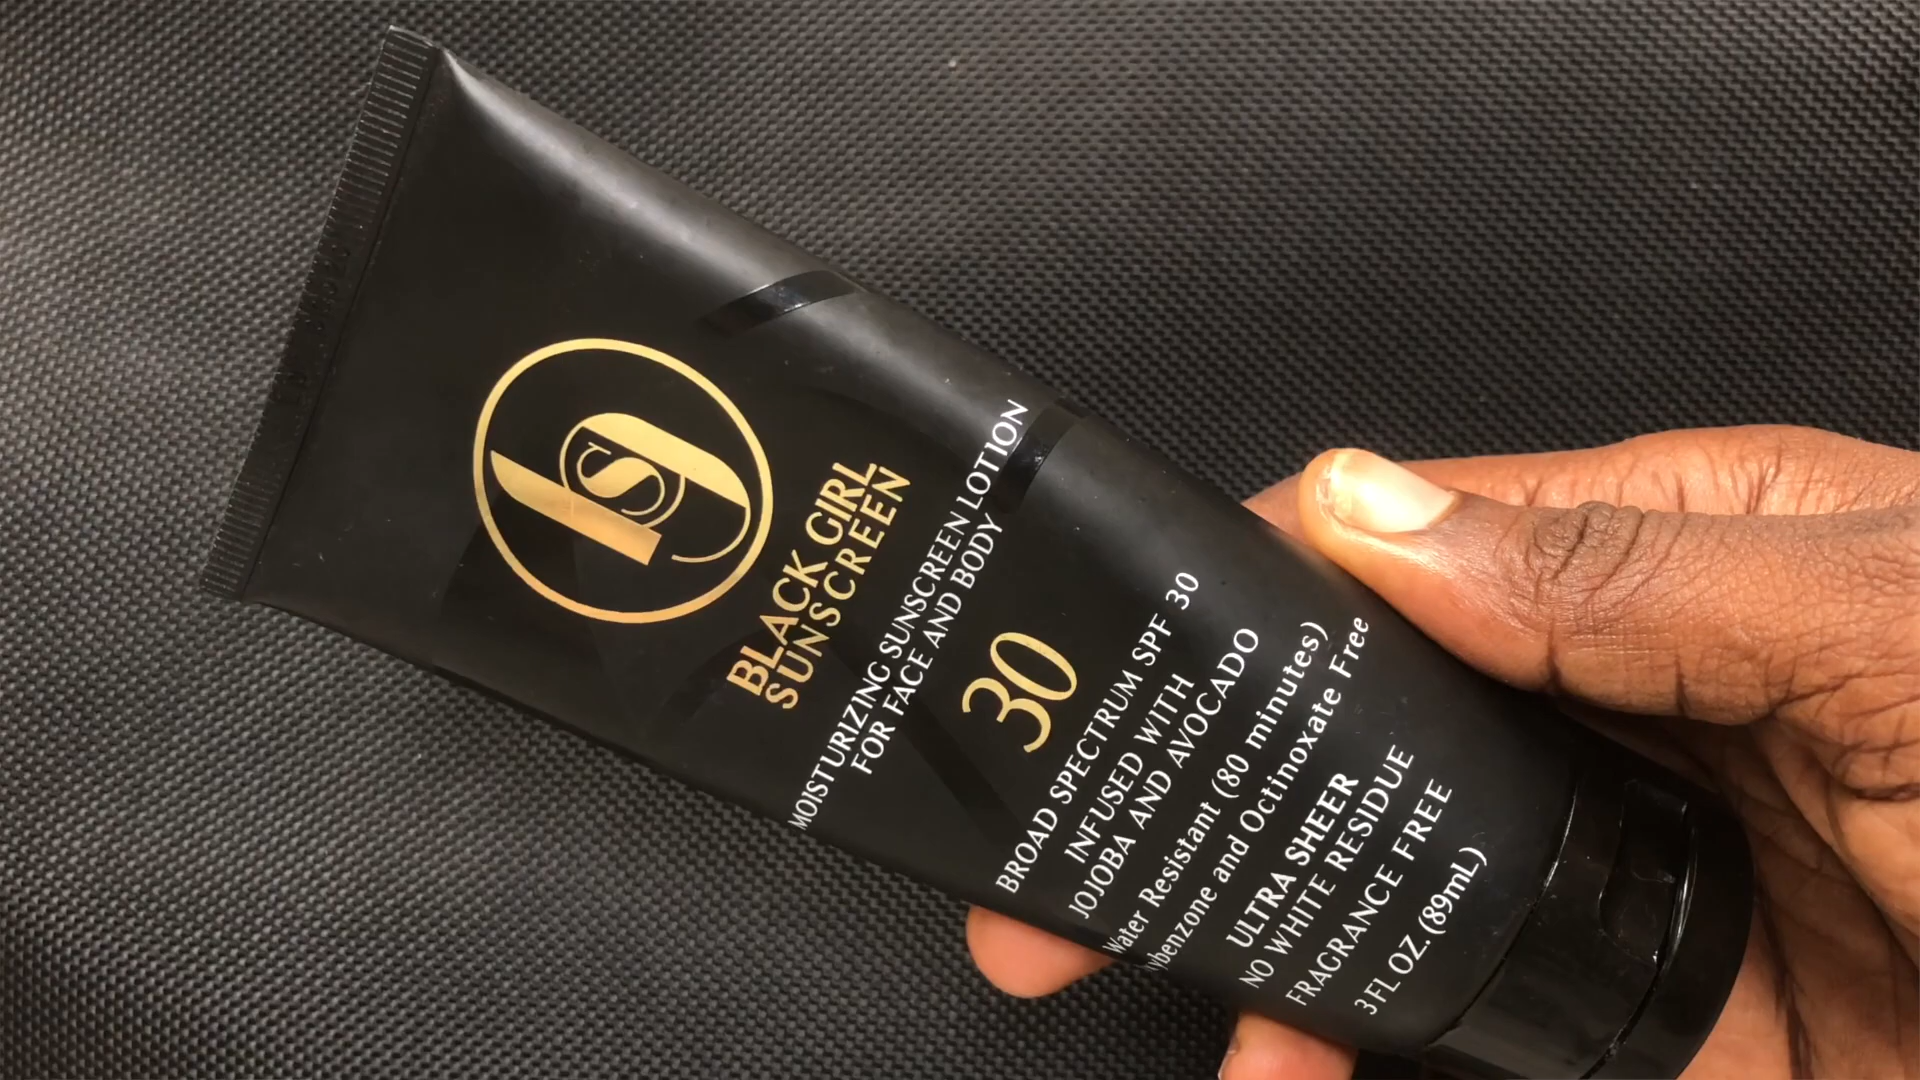 bsg
BLACK GIRL
SUNSCREEN
MOISTURIZING SUNSCREEN LOTION
FOR FACE AND BODY
30
BROAD SPECTRUM SPF 30
INFUSED WITH
JOJOBA AND AVOCADO
Water Resistant (80 minutes)
ybenzone and Octinoxate Free
ULTRA SHEER
NO WHITE RESIDUE
FRAGRANCE FREE
3 FL OZ. (89mL)